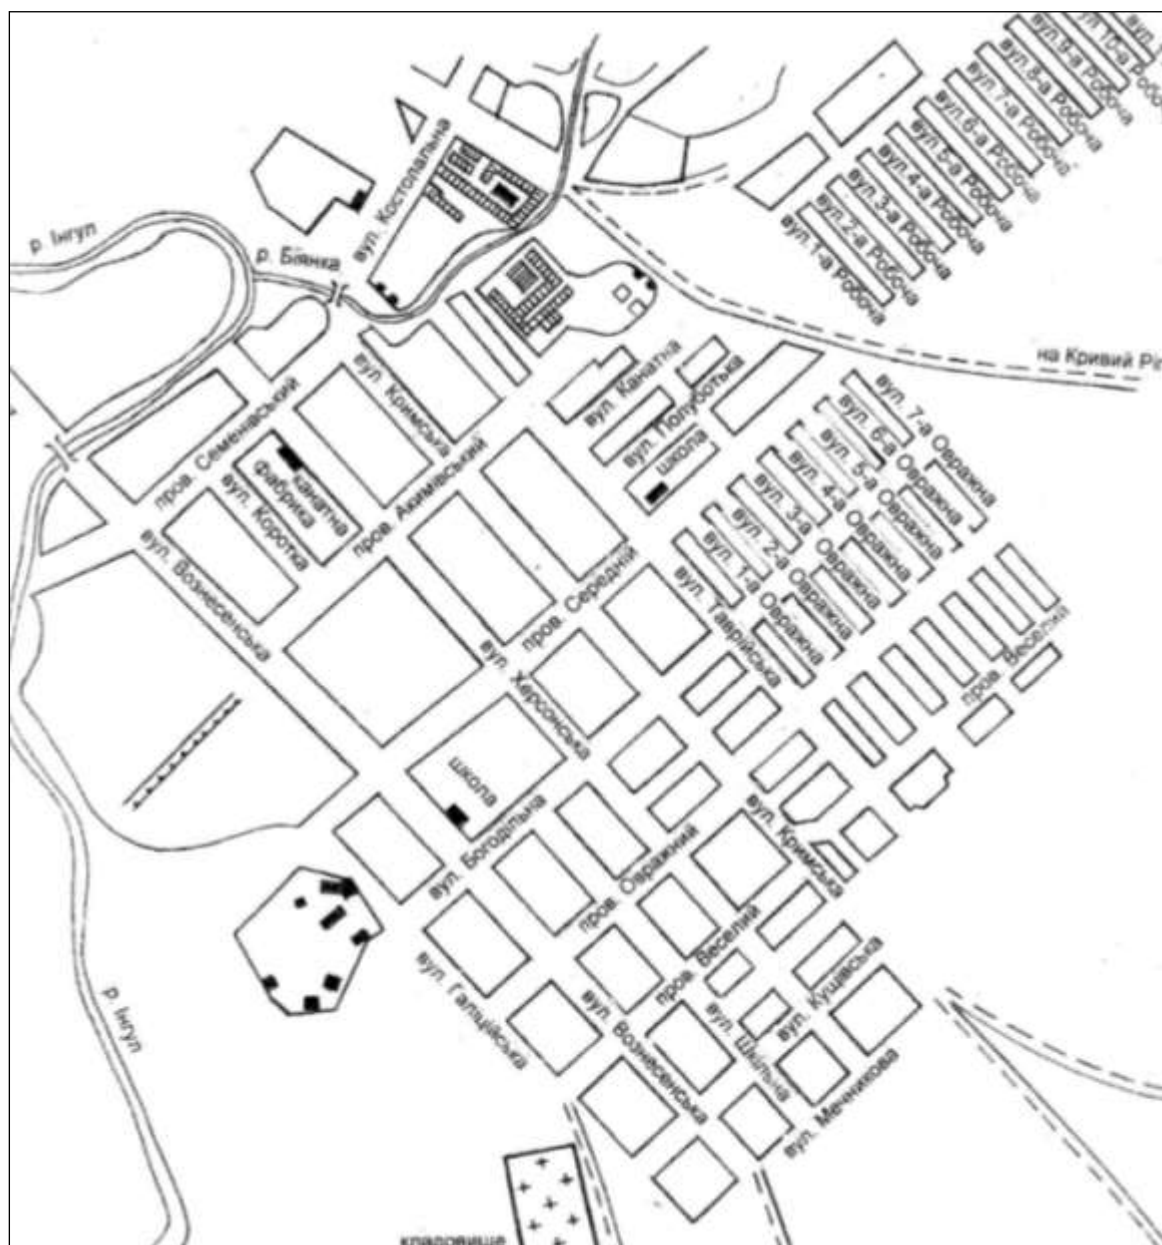 вул.10-а Робоча
вул.9-а Робоча
вул.8-а Робоча
вул.7-а Робоча
вул.6-а Робоча
вул.5-а Робоча
вул.4-а Робоча
вул.3-а Робоча
вул.2-а Робоча
вул.1-а Робоча
вул. Костопальна
р. Інгул
р. Біянка
на Кривий Ріг
вул. Кримська
вул. Канатна
вул. Полуботька
школа
пров. Семенівський
канатна
фабрика
вул. Коротка
пров. Акимівський
вул. 7-а Овражна
вул. 6-а Овражна
вул. 5-а Овражна
вул. 4-а Овражна
вул. 3-а Овражна
вул. 2-а Овражна
вул. 1-а Овражна
вул. Вознесенська
пров. Середній
вул. Таврійська
вул. Херсонська
пров. Веселий
школа
вул. Богодільна
вул. Кримська
пров. Овражний
пров. Веселий
вул. Галіційська
вул. Кущівська
вул. Вознесенська
вул. Шкільна
вул. Мечникова
р. Інгул
кладовище